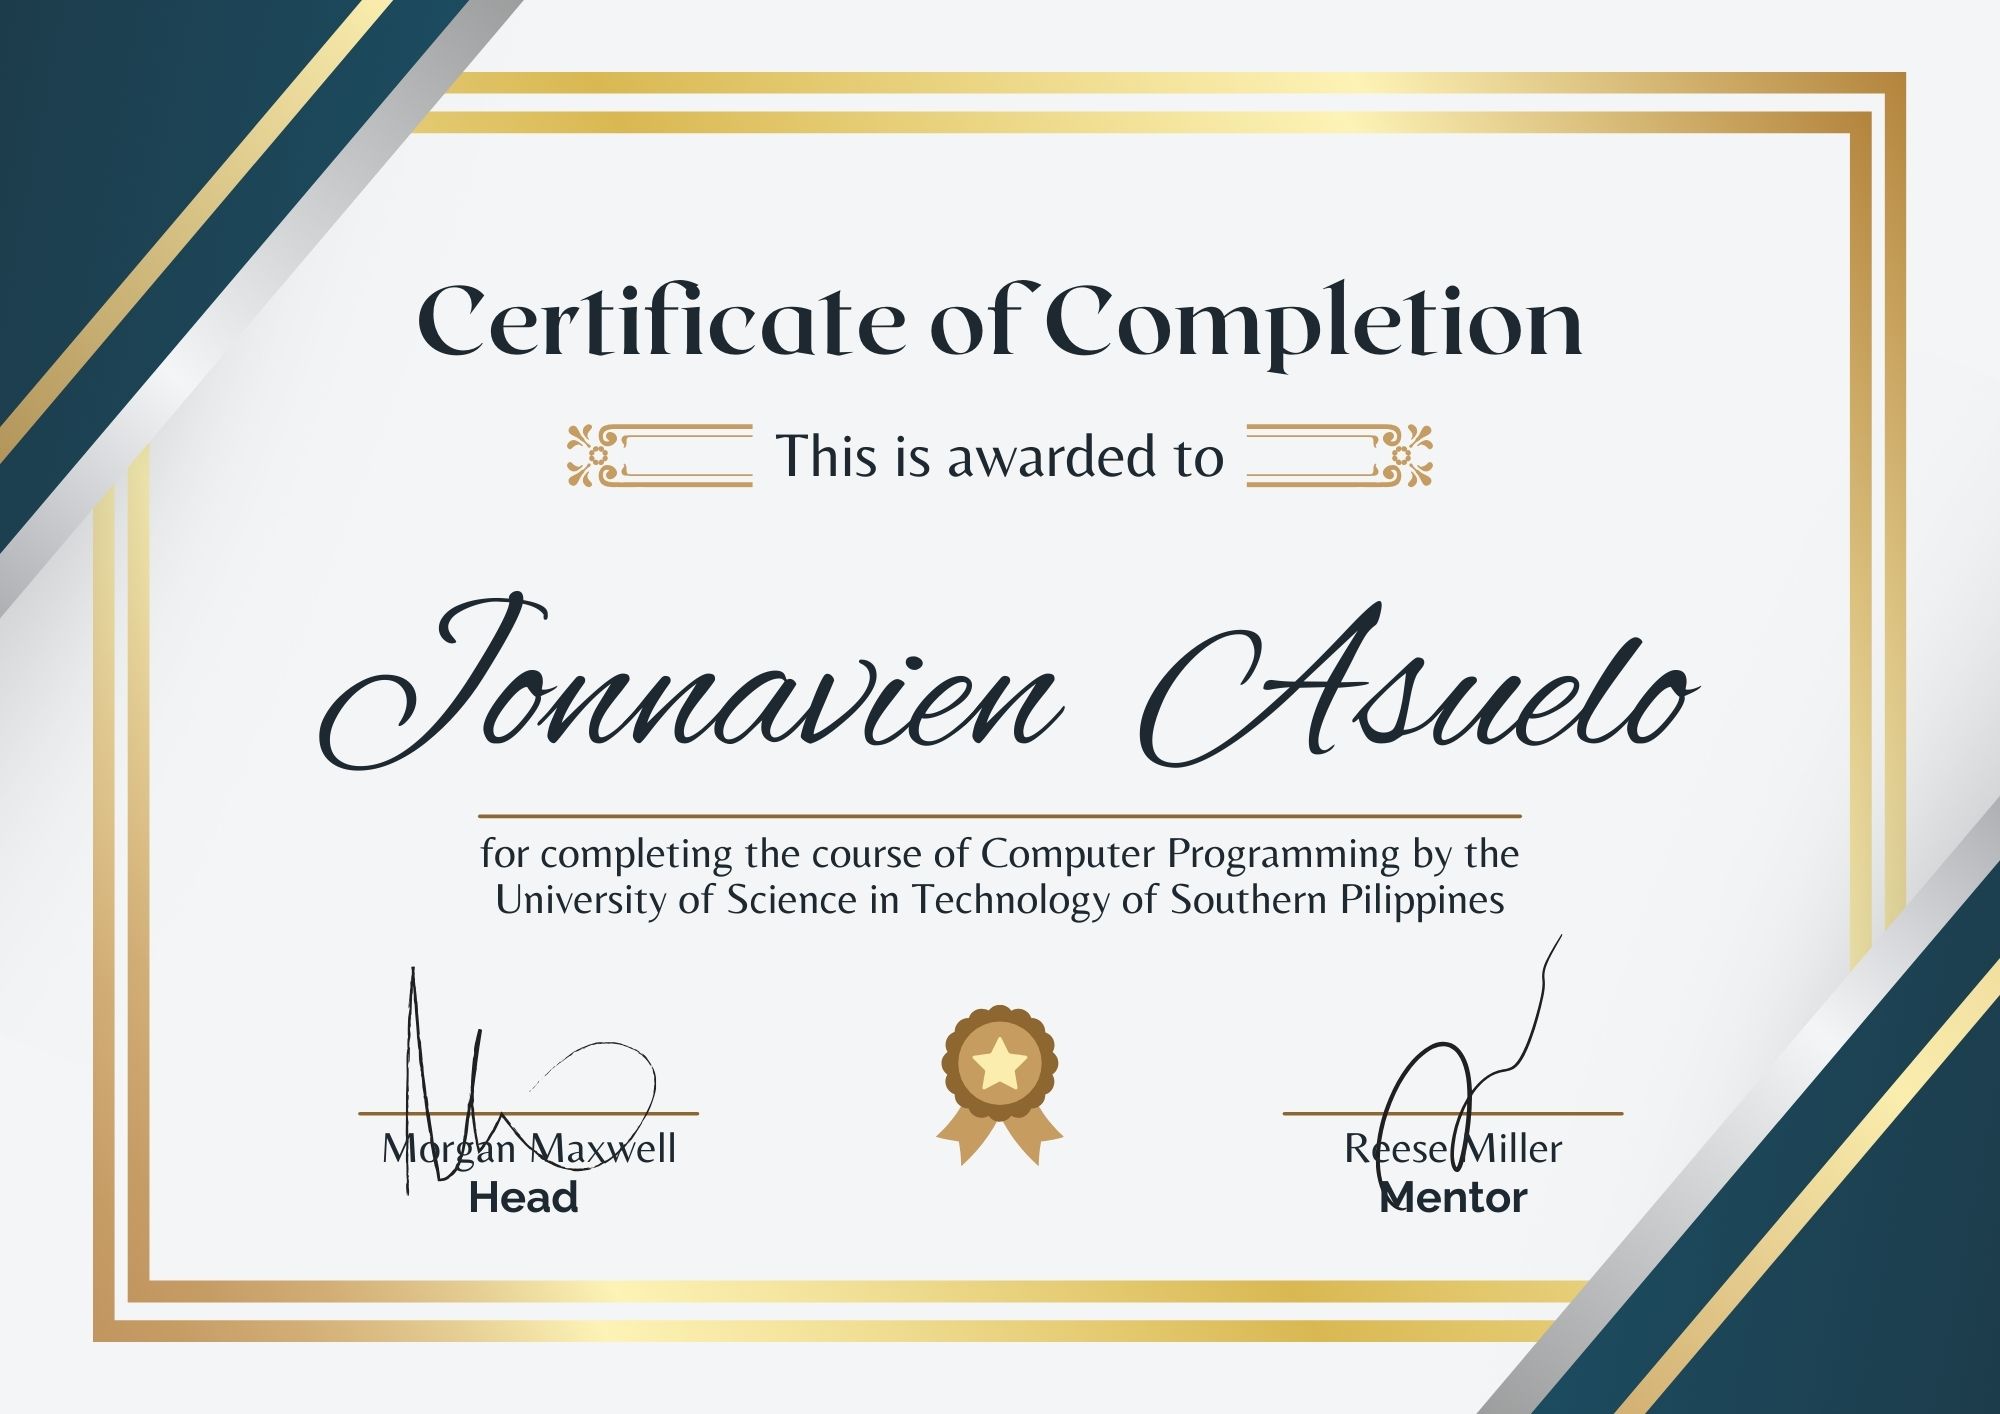 Certificate of Completion
This is awarded to
Jonnavien Asuelo
for completing the course of Computer Programming by the
University of Science in Technology of Southern Pilippines
Morgan Maxwell
Head
Reese Miller
Mentor